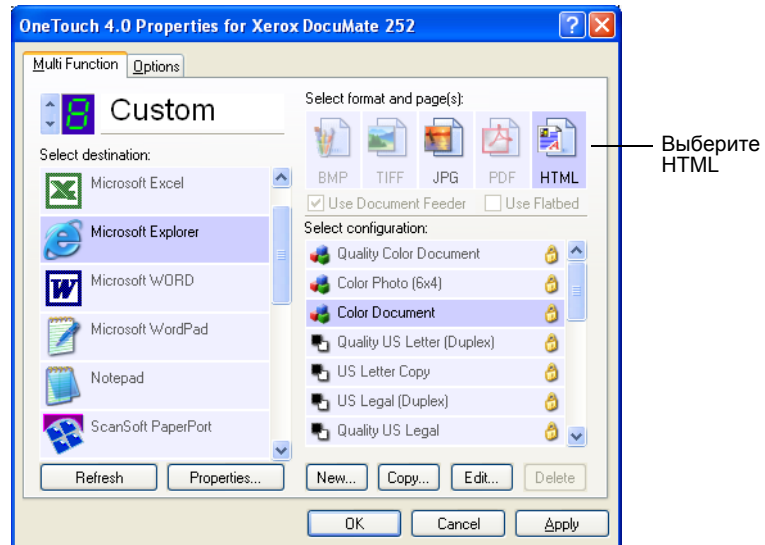 OneTouch 4.0 Properties for Xerox DocuMate 252
Multi Function
Options
8
Custom
Select destination:
Microsoft Excel
Microsoft Explorer
Microsoft WORD
Microsoft WordPad
Notepad
ScanSoft PaperPort
Refresh
Properties...
Select format and page(s):
BMP
TIFF
JPG
PDF
HTML
Use Document Feeder
Use Flatbed
Select configuration:
Quality Color Document
Color Photo (6x4)
Color Document
Quality US Letter (Duplex)
US Letter Copy
US Legal (Duplex)
Quality US Legal
New...
Copy...
Edit...
Delete
OK
Cancel
Apply
Выберите
HTML